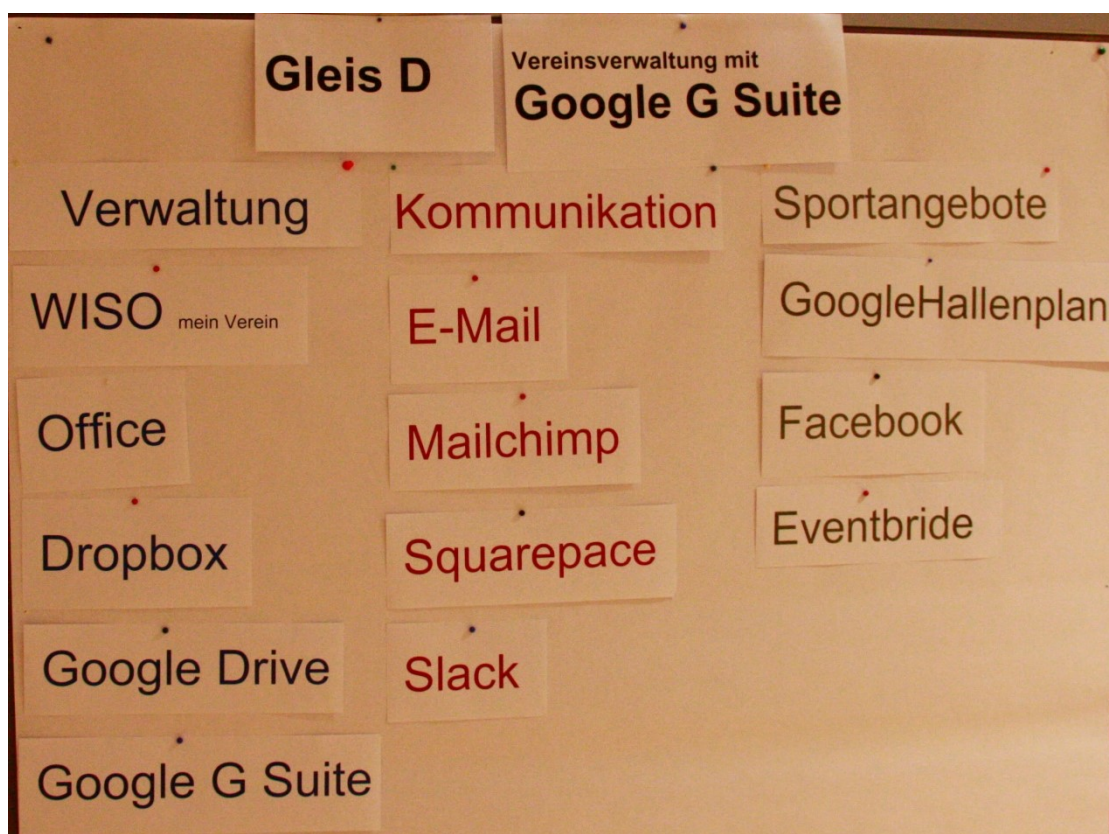 Gleis D
Vereinsverwaltung mit
Google G Suite
Verwaltung
WISO mein Verein
Office
Dropbox
Google Drive
Google G Suite
Kommunikation
E-Mail
Mailchimp
Squarepace
Slack
Sportangebote
GoogleHallenplan
Facebook
Eventbride